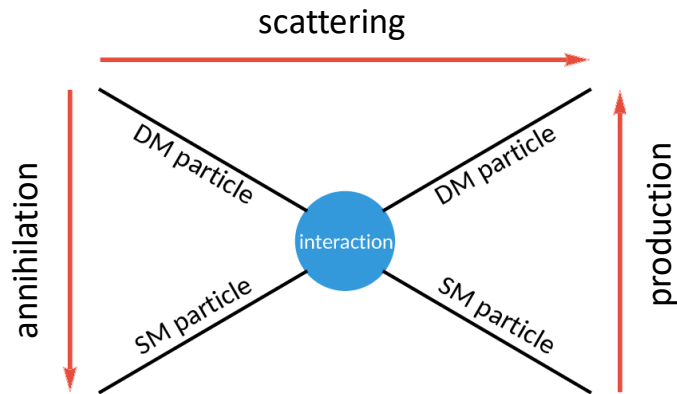 scattering
annihilation
DM particle
DM particle
interaction
SM particle
SM particle
production